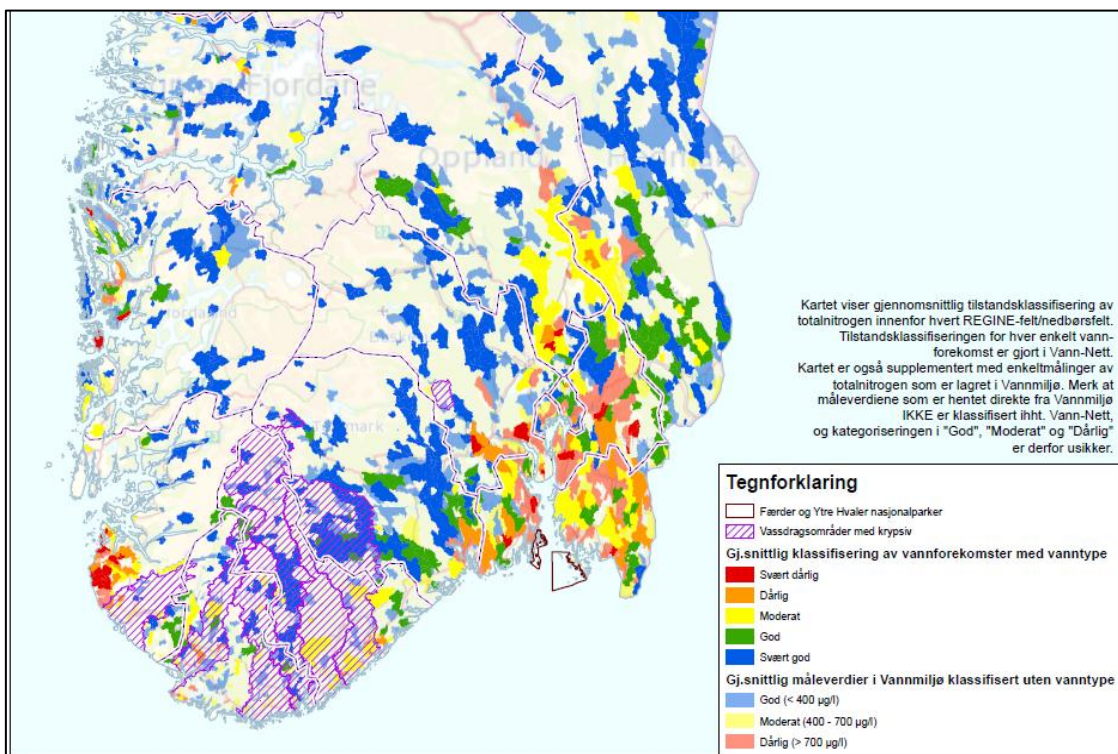 Fjordane
Oppland
Hedmark
Kartet viser gjennomsnittlig tilstandsklassifisering av
totalnitrogen innenfor hvert REGINE-felt/nedbørsfelt.
Tilstandsklassifiseringen for hver enkelt vann-
forekomst er gjort i Vann-Nett.
Kartet er også supplementert med enkeltmålinger av
totalnitrogen som er lagret i Vannmiljø. Merk at
måleverdiene som er hentet direkte fra Vannmiljø
IKKE er klassifisert ihht. Vann-Nett
og kategoriseringen i "God", "Moderat" og "Dårlig"
er derfor usikker.
Tegnforklaring
Færder og Ytre Hvaler nasjonalparker
Vassdragsområder med krypsiv
Gj.snittlig klassifisering av vannforekomster med vanntype
Svært dårlig
Dårlig
Moderat
God
Svært god
Gj.snittlig måleverdier i Vannmiljø klassifisert uten vanntype
God (< 400 µg/l)
Moderat (400 - 700 µg/l)
Dårlig (> 700 µg/l)